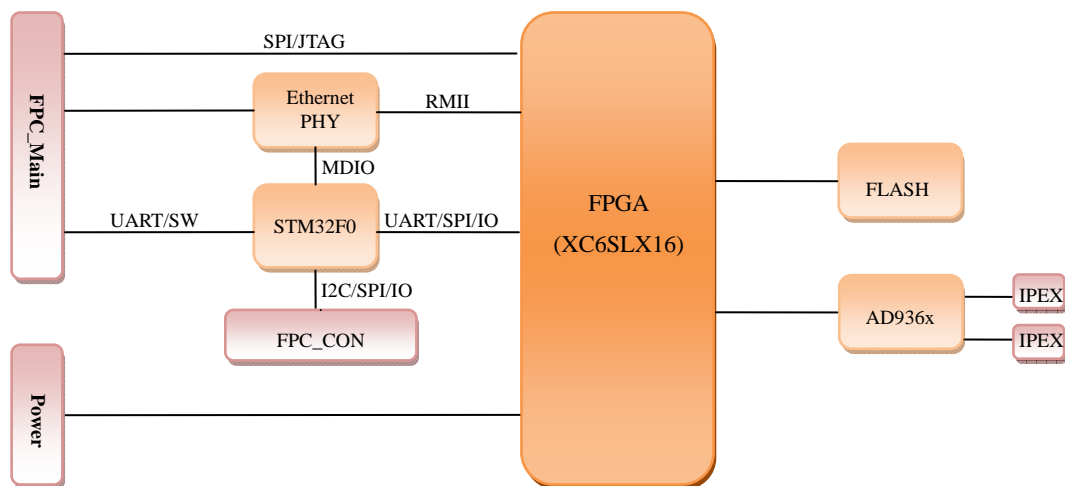 FPC_Main
SPI/JTAG
Ethernet
PHY
RMII
MDIO
UART/SW
STM32F0
UART/SPI/IO
I2C/SPI/IO
FPC_CON
Power
FPGA
(XC6SLX16)
FLASH
AD936x
IPEX
IPEX